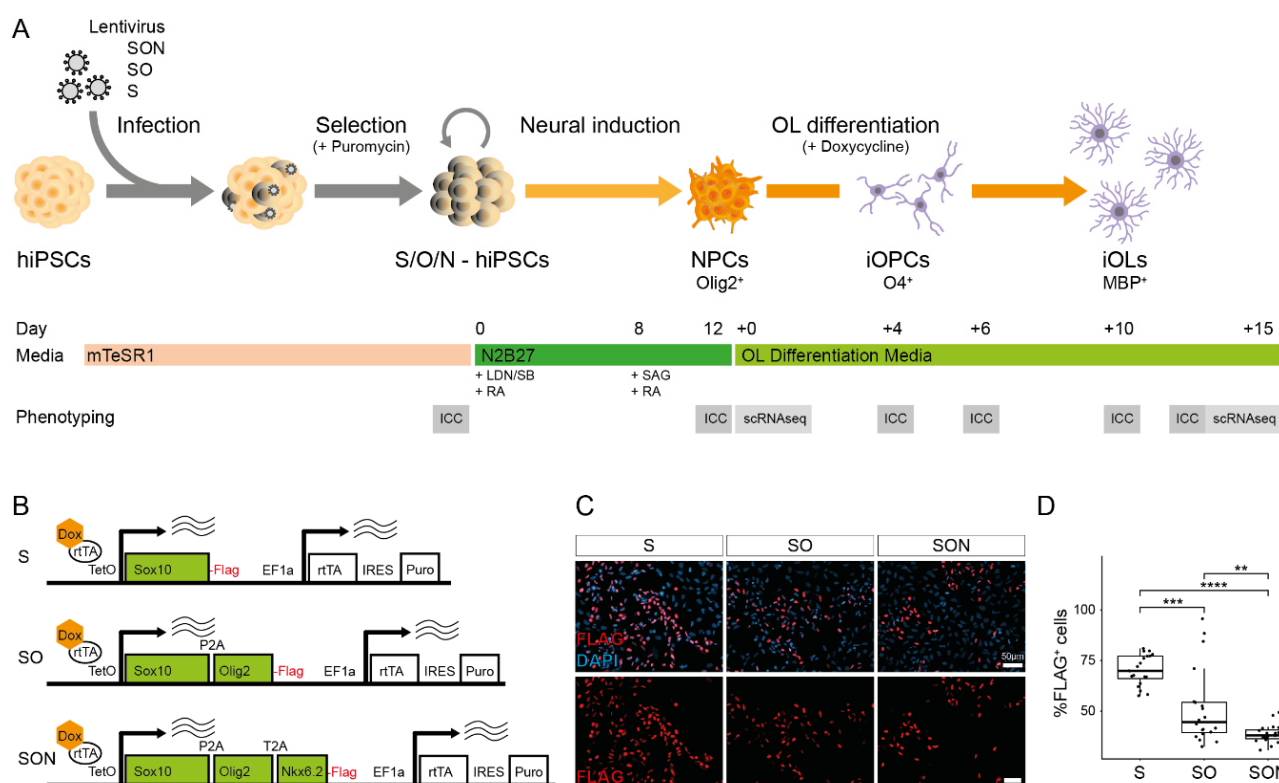 A
Lentivirus
SON
SO
S
Infection
Selection
(+ Puromycin)
Neural induction
OL differentiation
(+ Doxycycline)
hiPSCs
S/O/N - hiPSCs
NPCs
Olig2+
iOPCs
O4+
iOLs
MBP+
Day 0 8 12 +0 +4 +6 +10 +15
Media mTeSR1 N2B27 OL Differentiation Media
+ LDN/SB + SAG
+ RA + RA
Phenotyping ICC ICC scRNAseq ICC ICC ICC ICC scRNAseq
B
S
Dox
rtTA
TetO Sox10 -Flag EF1a rtTA IRES Puro
SO
Dox
rtTA
P2A
TetO Sox10 Olig2 -Flag EF1a rtTA IRES Puro
SON
Dox
rtTA
P2A T2A
TetO Sox10 Olig2 Nkx6.2 -Flag EF1a rtTA IRES Puro
C
S SO SON
FLAG
DAPI
50µm
FLAG
D
**
****
***
%FLAG+ cells
100
75
50
S SO SON